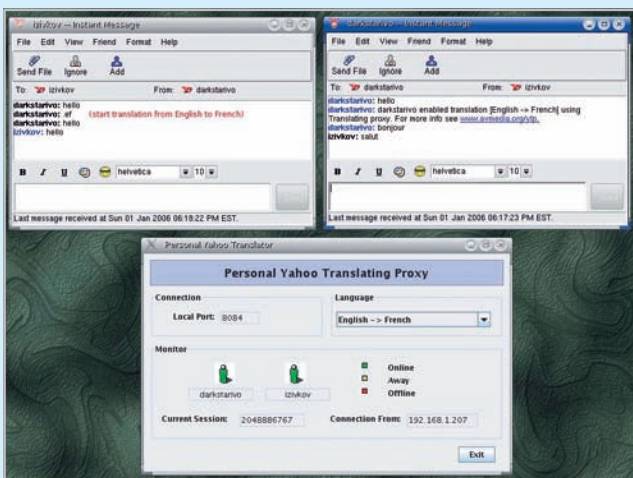 izivkov -- Instant Message
File Edit View Friend Format Help
Send File Ignore Add
To: izivkov From: darkstarivo
darkstarivo: hello
darkstarivo: .ef (start translation from English to French)
darkstarivo: hello
izivkov: hello
B I U helvetica 10
Last message received at Sun 01 Jan 2006 06:18:22 PM EST.
darkstarivo -- Instant Message
File Edit View Friend Format Help
Send File Ignore Add
To: darkstarivo From: izivkov
darkstarivo: hello
darkstarivo: darkstarivo enabled translation [English -> French] using
Translating proxy. For more info see www.avmedia.org/ytp.
darkstarivo: bonjour
izivkov: salut
B I U helvetica 10
Last message received at Sun 01 Jan 2006 06:17:23 PM EST.
Personal Yahoo Translator
Personal Yahoo Translating Proxy
Connection
Local Port: 8084
Language
English -> French
Monitor
darkstarivo izivkov
Online
Away
Offline
Current Session: 2048886767 Connection From: 192.168.1.207
Exit